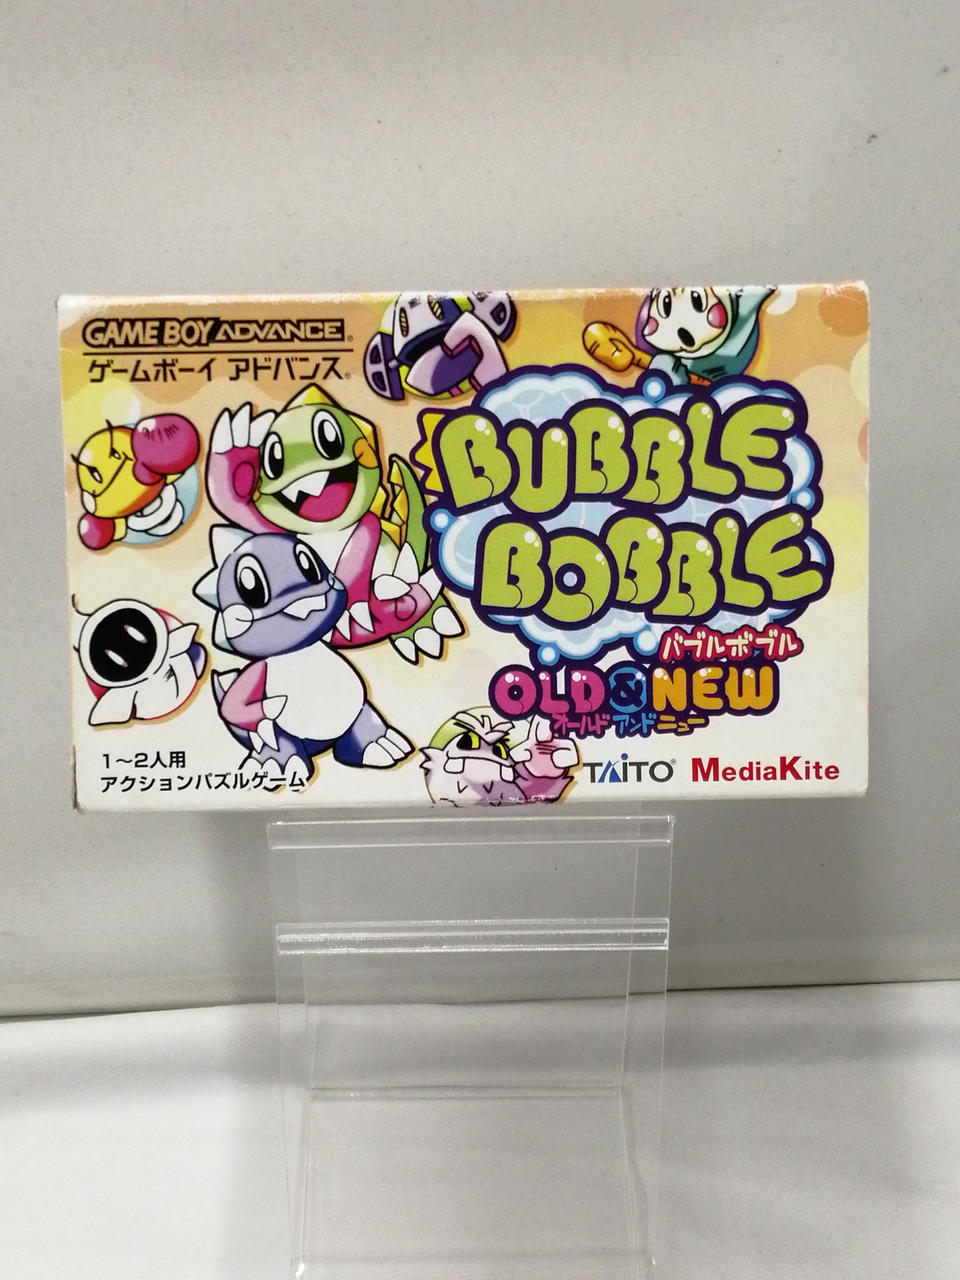 GAME BOY ADVANCE®
ゲームボーイ アドバンス®
BUBBLE
BOBBLE
バブルボブル
OLD & NEW
オールド アンド ニュー
1〜2人用
アクションパズルゲーム
TAITO® MediaKite